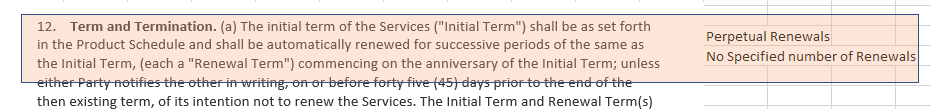 12. Term and Termination. (a) The initial term of the Services ("Initial Term") shall be as set forth
in the Product Schedule and shall be automatically renewed for successive periods of the same as
the Initial Term, (each a "Renewal Term") commencing on the anniversary of the Initial Term; unless
either Party notifies the other in writing, on or before forty five (45) days prior to the end of the
then existing term, of its intention not to renew the Services. The Initial Term and Renewal Term(s)
Perpetual Renewals
No Specified number of Renewals